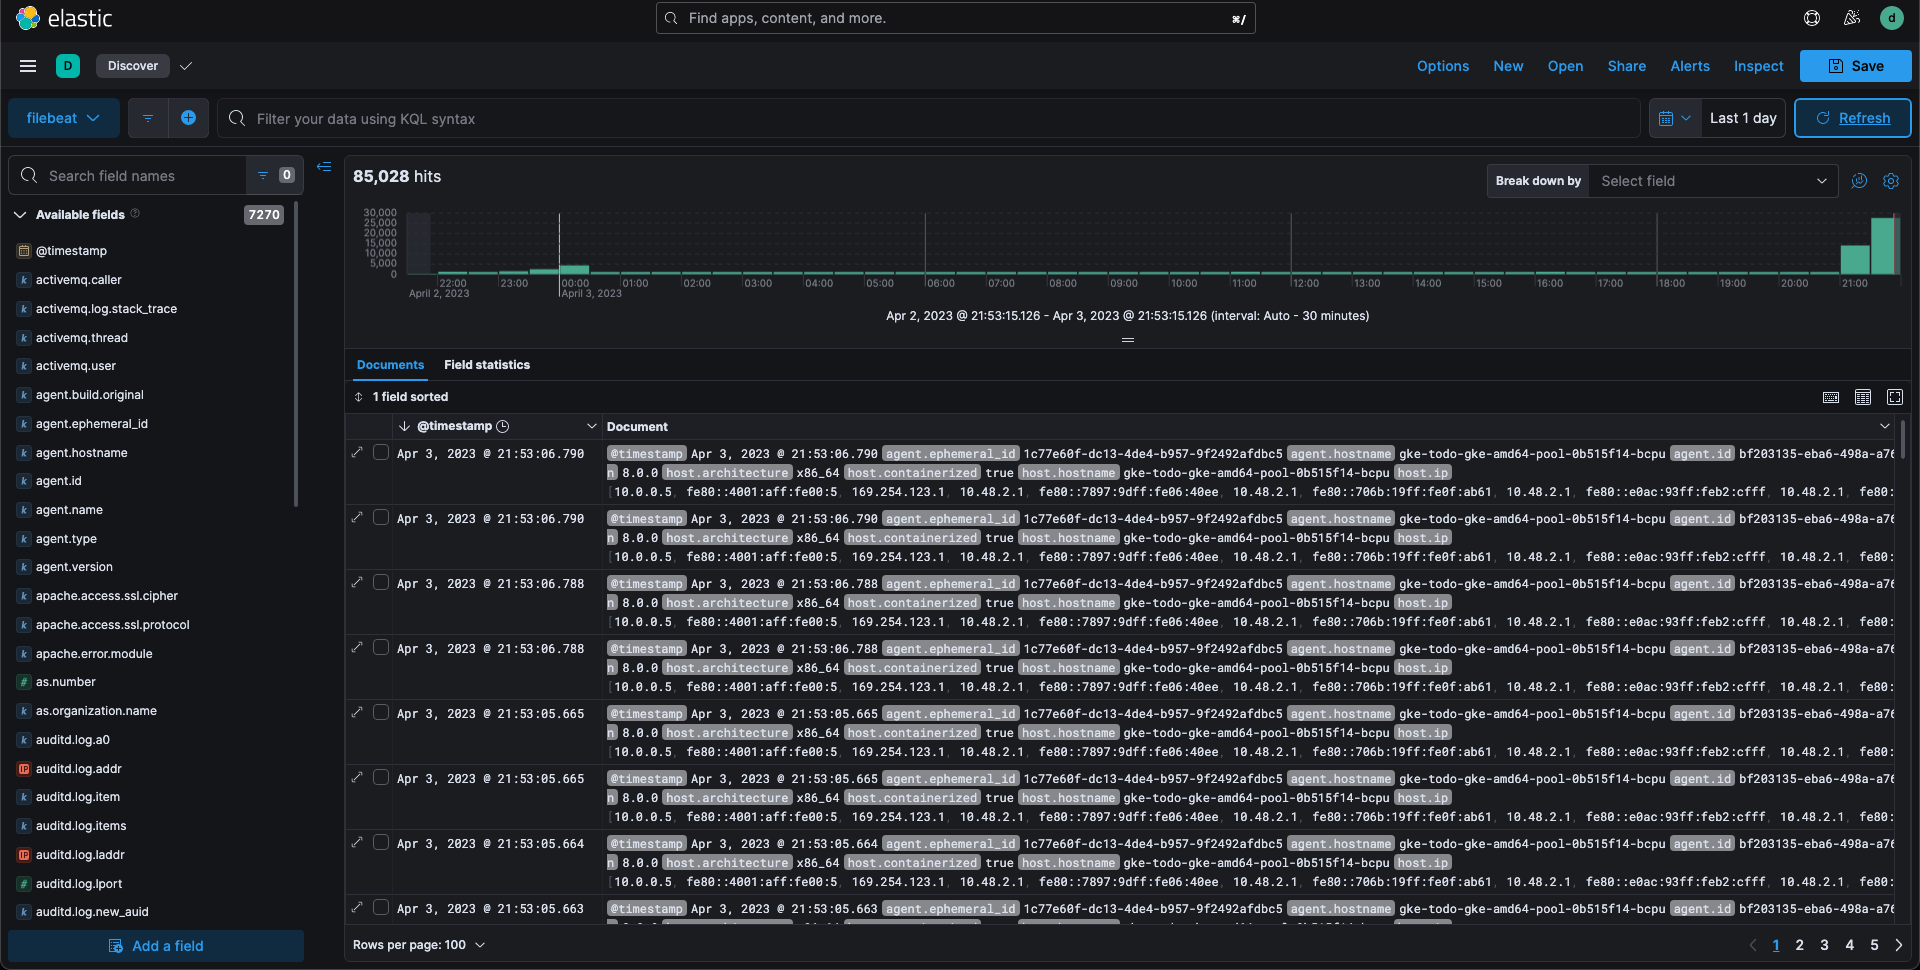 elastic
Find apps, content, and more.
⌘/
d
D
Discover
Options
New
Open
Share
Alerts
Inspect
Save
filebeat
Filter your data using KQL syntax
Last 1 day
Refresh
Search field names
0
Available fields
7270
@timestamp
activemq.caller
activemq.log.stack_trace
activemq.thread
activemq.user
agent.build.original
agent.ephemeral_id
agent.hostname
agent.id
agent.name
agent.type
agent.version
apache.access.ssl.cipher
apache.access.ssl.protocol
apache.error.module
as.number
as.organization.name
auditd.log.a0
auditd.log.addr
auditd.log.item
auditd.log.items
auditd.log.laddr
auditd.log.lport
auditd.log.new_auid
Add a field
85,028 hits
Break down by
Select field
30,000
25,000
20,000
15,000
10,000
5,000
0
22:00 23:00 00:00 01:00 02:00 03:00 04:00 05:00 06:00 07:00 08:00 09:00 10:00 11:00 12:00 13:00 14:00 15:00 16:00 17:00 18:00 19:00 20:00 21:00
April 2, 2023 April 3, 2023
Apr 2, 2023 @ 21:53:15.126 - Apr 3, 2023 @ 21:53:15.126 (interval: Auto - 30 minutes)
Documents
Field statistics
1 field sorted
@timestamp
Document
Apr 3, 2023 @ 21:53:06.790 @timestamp Apr 3, 2023 @ 21:53:06.790 agent.ephemeral_id 1c77e60f-dc13-4de4-b957-9f2492afdbc5 agent.hostname gke-todo-gke-amd64-pool-0b515f14-bcpu agent.id bf203135-eba6-498a-a76
n 8.0.0 host.architecture x86_64 host.containerized true host.hostname gke-todo-gke-amd64-pool-0b515f14-bcpu host.ip
[10.0.0.5, fe80::4001:aff:fe00:5, 169.254.123.1, 10.48.2.1, fe80::7897:9dff:fe06:40ee, 10.48.2.1, fe80::706b:19ff:fe0f:ab61, 10.48.2.1, fe80::e0ac:93ff:feb2:cfff, 10.48.2.1, fe80:
Apr 3, 2023 @ 21:53:06.790 @timestamp Apr 3, 2023 @ 21:53:06.790 agent.ephemeral_id 1c77e60f-dc13-4de4-b957-9f2492afdbc5 agent.hostname gke-todo-gke-amd64-pool-0b515f14-bcpu agent.id bf203135-eba6-498a-a76
n 8.0.0 host.architecture x86_64 host.containerized true host.hostname gke-todo-gke-amd64-pool-0b515f14-bcpu host.ip
[10.0.0.5, fe80::4001:aff:fe00:5, 169.254.123.1, 10.48.2.1, fe80::7897:9dff:fe06:40ee, 10.48.2.1, fe80::706b:19ff:fe0f:ab61, 10.48.2.1, fe80::e0ac:93ff:feb2:cfff, 10.48.2.1, fe80:
Apr 3, 2023 @ 21:53:06.788 @timestamp Apr 3, 2023 @ 21:53:06.788 agent.ephemeral_id 1c77e60f-dc13-4de4-b957-9f2492afdbc5 agent.hostname gke-todo-gke-amd64-pool-0b515f14-bcpu agent.id bf203135-eba6-498a-a76
n 8.0.0 host.architecture x86_64 host.containerized true host.hostname gke-todo-gke-amd64-pool-0b515f14-bcpu host.ip
[10.0.0.5, fe80::4001:aff:fe00:5, 169.254.123.1, 10.48.2.1, fe80::7897:9dff:fe06:40ee, 10.48.2.1, fe80::706b:19ff:fe0f:ab61, 10.48.2.1, fe80::e0ac:93ff:feb2:cfff, 10.48.2.1, fe80:
Apr 3, 2023 @ 21:53:06.788 @timestamp Apr 3, 2023 @ 21:53:06.788 agent.ephemeral_id 1c77e60f-dc13-4de4-b957-9f2492afdbc5 agent.hostname gke-todo-gke-amd64-pool-0b515f14-bcpu agent.id bf203135-eba6-498a-a76
n 8.0.0 host.architecture x86_64 host.containerized true host.hostname gke-todo-gke-amd64-pool-0b515f14-bcpu host.ip
[10.0.0.5, fe80::4001:aff:fe00:5, 169.254.123.1, 10.48.2.1, fe80::7897:9dff:fe06:40ee, 10.48.2.1, fe80::706b:19ff:fe0f:ab61, 10.48.2.1, fe80::e0ac:93ff:feb2:cfff, 10.48.2.1, fe80:
Apr 3, 2023 @ 21:53:05.665 @timestamp Apr 3, 2023 @ 21:53:05.665 agent.ephemeral_id 1c77e60f-dc13-4de4-b957-9f2492afdbc5 agent.hostname gke-todo-gke-amd64-pool-0b515f14-bcpu agent.id bf203135-eba6-498a-a76
n 8.0.0 host.architecture x86_64 host.containerized true host.hostname gke-todo-gke-amd64-pool-0b515f14-bcpu host.ip
[10.0.0.5, fe80::4001:aff:fe00:5, 169.254.123.1, 10.48.2.1, fe80::7897:9dff:fe06:40ee, 10.48.2.1, fe80::706b:19ff:fe0f:ab61, 10.48.2.1, fe80::e0ac:93ff:feb2:cfff, 10.48.2.1, fe80:
Apr 3, 2023 @ 21:53:05.665 @timestamp Apr 3, 2023 @ 21:53:05.665 agent.ephemeral_id 1c77e60f-dc13-4de4-b957-9f2492afdbc5 agent.hostname gke-todo-gke-amd64-pool-0b515f14-bcpu agent.id bf203135-eba6-498a-a76
n 8.0.0 host.architecture x86_64 host.containerized true host.hostname gke-todo-gke-amd64-pool-0b515f14-bcpu host.ip
[10.0.0.5, fe80::4001:aff:fe00:5, 169.254.123.1, 10.48.2.1, fe80::7897:9dff:fe06:40ee, 10.48.2.1, fe80::706b:19ff:fe0f:ab61, 10.48.2.1, fe80::e0ac:93ff:feb2:cfff, 10.48.2.1, fe80:
Apr 3, 2023 @ 21:53:05.664 @timestamp Apr 3, 2023 @ 21:53:05.664 agent.ephemeral_id 1c77e60f-dc13-4de4-b957-9f2492afdbc5 agent.hostname gke-todo-gke-amd64-pool-0b515f14-bcpu agent.id bf203135-eba6-498a-a76
n 8.0.0 host.architecture x86_64 host.containerized true host.hostname gke-todo-gke-amd64-pool-0b515f14-bcpu host.ip
[10.0.0.5, fe80::4001:aff:fe00:5, 169.254.123.1, 10.48.2.1, fe80::7897:9dff:fe06:40ee, 10.48.2.1, fe80::706b:19ff:fe0f:ab61, 10.48.2.1, fe80::e0ac:93ff:feb2:cfff, 10.48.2.1, fe80:
Apr 3, 2023 @ 21:53:05.663 @timestamp Apr 3, 2023 @ 21:53:05.663 agent.ephemeral_id 1c77e60f-dc13-4de4-b957-9f2492afdbc5 agent.hostname gke-todo-gke-amd64-pool-0b515f14-bcpu agent.id bf203135-eba6-498a-a76
Rows per page: 100
1 2 3 4 5